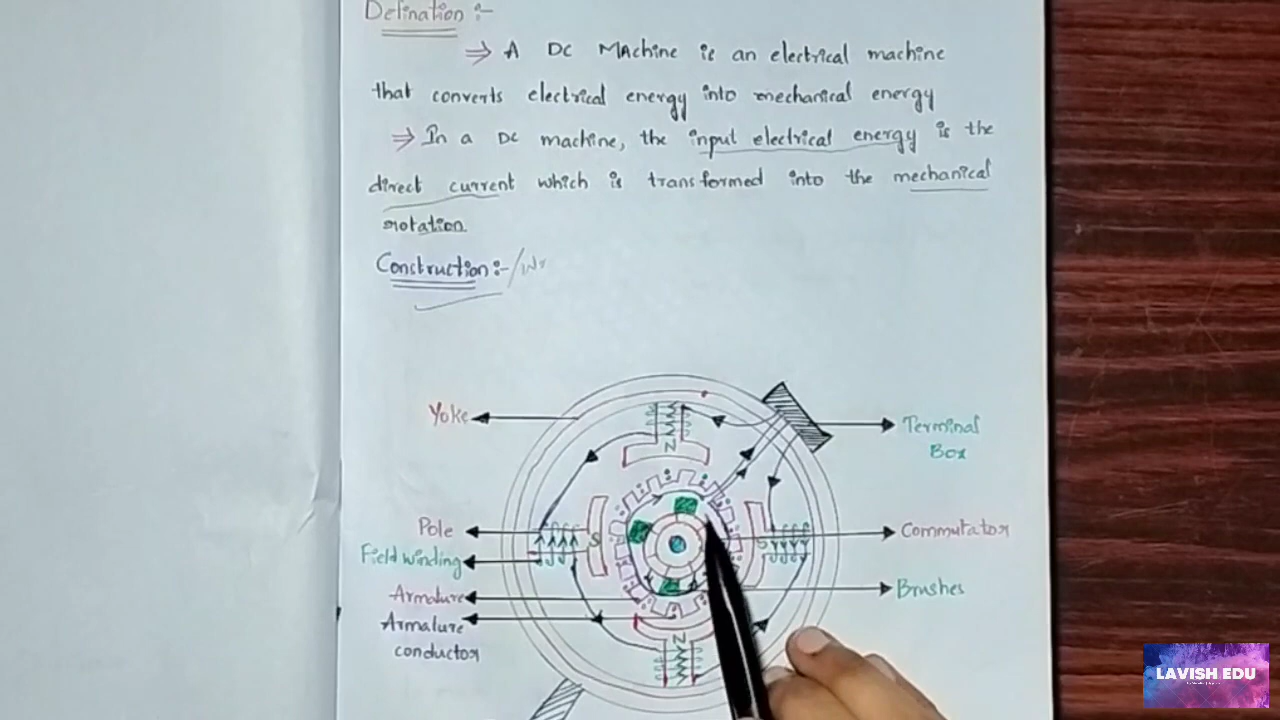 Defination :-
⇒ A DC MAchine is an electrical machine
that converts electrical energy into mechanical energy
⇒ In a DC machine, the input electrical energy is the
direct current which is transformed into the mechanical
rotation.
Construction :-
Yoke
Terminal
Box
N
Pole
S
S
Commutator
Field winding
Armature
Brushes
Armature
conductor
N
LAVISH EDU